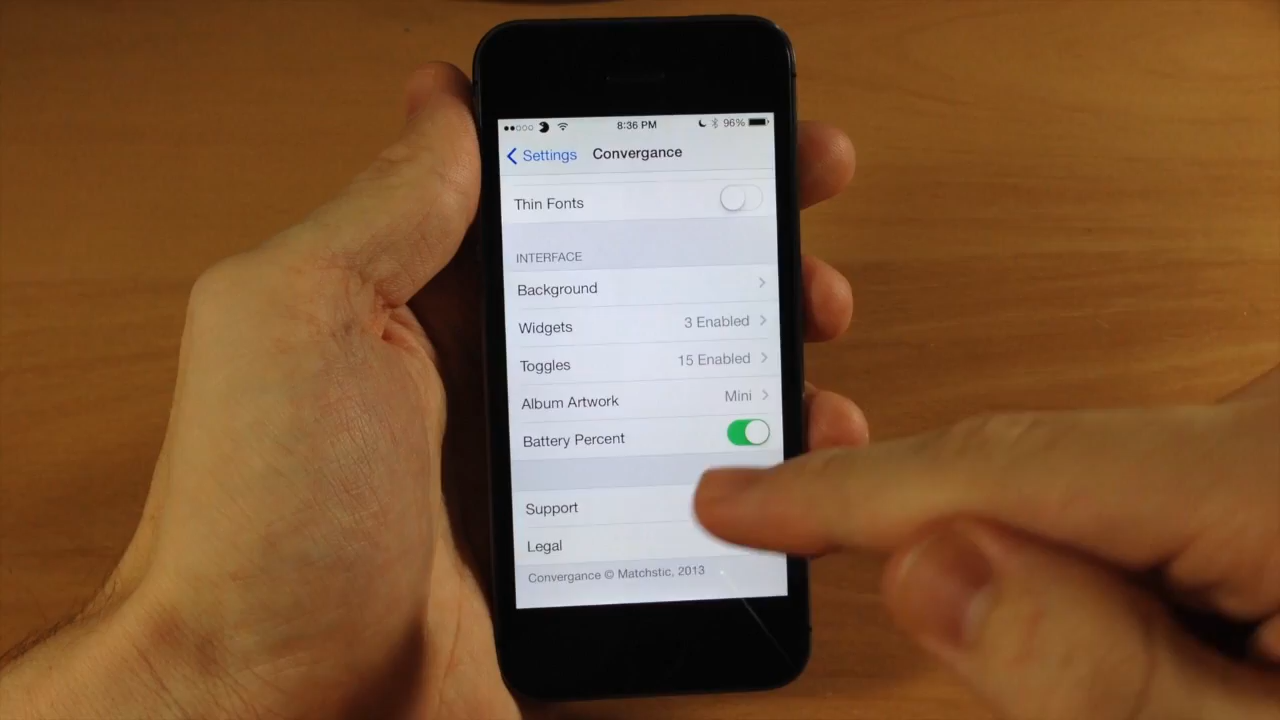 8:36 PM 96%
Settings Convergance
Thin Fonts
INTERFACE
Background
Widgets 3 Enabled
Toggles 15 Enabled
Album Artwork Mini
Battery Percent
Support
Legal
Convergance © Matchstic, 2013